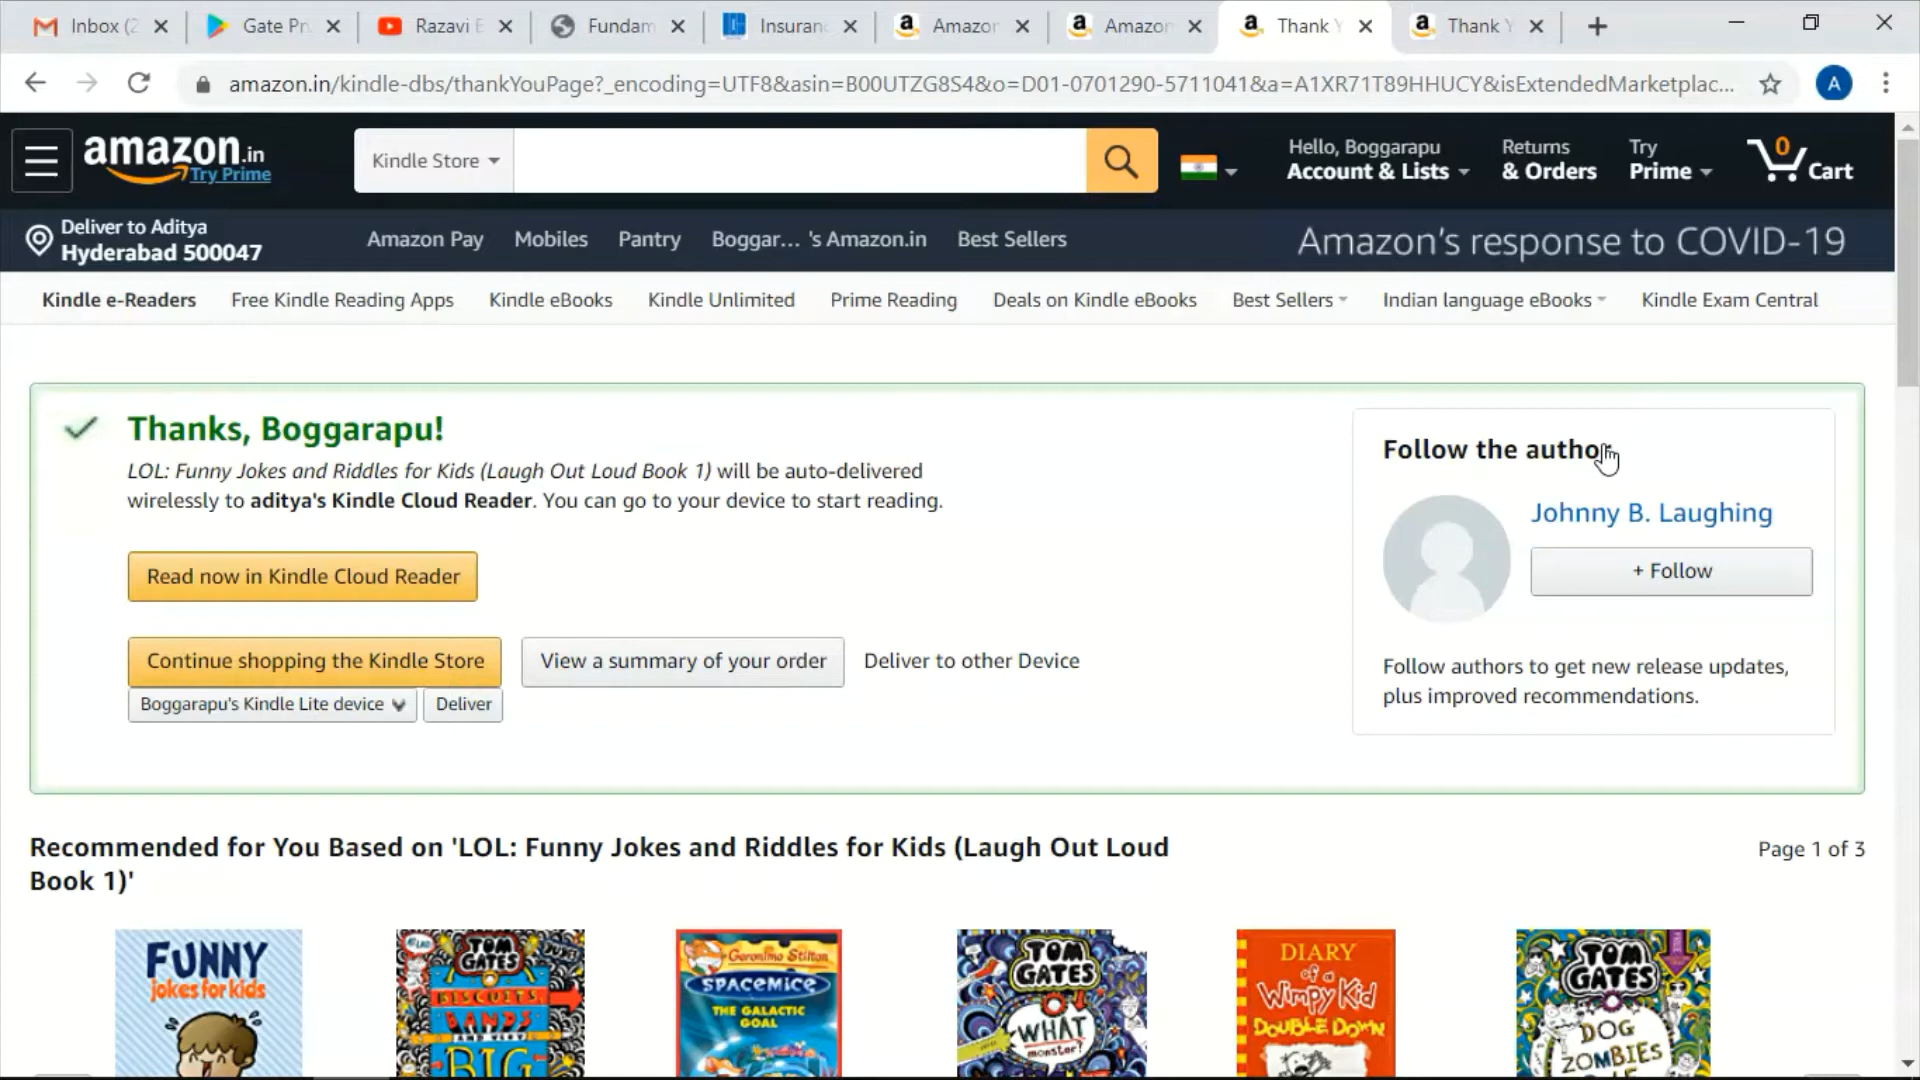 Inbox (2
Gate Pr
Razavi E
Fundam
Insuran
Amazon
Amazon
Thank Y
Thank Y
amazon.in/kindle-dbs/thankYouPage?_encoding=UTF8&asin=B00UTZG8S4&o=D01-0701290-5711041&a=A1XR71T89HHUCY&isExtendedMarketplac...
A
amazon.in
Try Prime
Kindle Store
Hello, Boggarapu
Account & Lists
Returns
& Orders
Try
Prime
0
Cart
Deliver to Aditya
Hyderabad 500047
Amazon Pay
Mobiles
Pantry
Boggar... 's Amazon.in
Best Sellers
Amazon's response to COVID-19
Kindle e-Readers
Free Kindle Reading Apps
Kindle eBooks
Kindle Unlimited
Prime Reading
Deals on Kindle eBooks
Best Sellers
Indian language eBooks
Kindle Exam Central
Thanks, Boggarapu!
LOL: Funny Jokes and Riddles for Kids (Laugh Out Loud Book 1) will be auto-delivered
wirelessly to aditya's Kindle Cloud Reader. You can go to your device to start reading.
Read now in Kindle Cloud Reader
Continue shopping the Kindle Store
View a summary of your order
Deliver to other Device
Boggarapu's Kindle Lite device
Deliver
Follow the author
Johnny B. Laughing
+ Follow
Follow authors to get new release updates,
plus improved recommendations.
Recommended for You Based on 'LOL: Funny Jokes and Riddles for Kids (Laugh Out Loud
Book 1)'
Page 1 of 3
FUNNY
jokes for kids
TOM
GATES
BISCUITS,
BANDS
AND VERY
BIG
Geronimo Stilton
SPACEMICE
THE GALACTIC
GOAL
TOM
GATES
WHAT
monster?
DIARY
of a
Wimpy Kid
DOUBLE DOWN
TOM
GATES
DOG
ZOMBIES